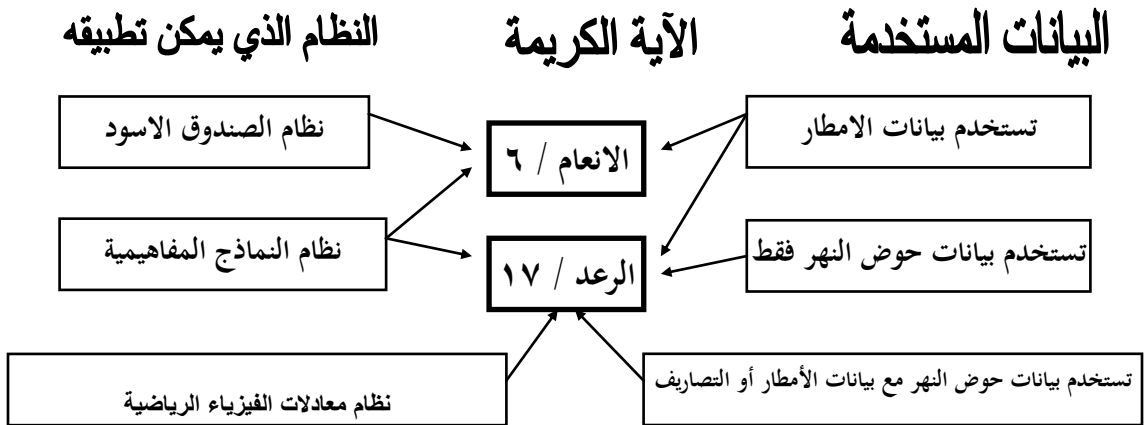 البيانات المستخدمة
الآية الكريمة
النظام الذي يمكن تطبيقه
تستخدم بيانات الامطار
الانعام / ٦
نظام الصندوق الاسود
تستخدم بيانات حوض النهر فقط
الرعد / ١٧
نظام النماذج المفاهيمية
تستخدم بيانات حوض النهر مع بيانات الأمطار أو التصاريف
نظام معادلات الفيزياء الرياضية